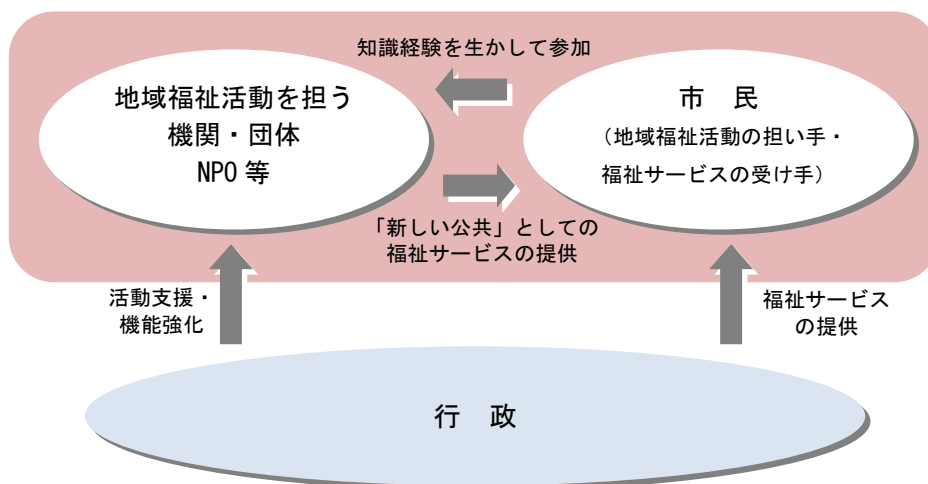 知識経験を生かして参加
地域福祉活動を担う
機関・団体
NPO 等
市　民
（地域福祉活動の担い手・
福祉サービスの受け手）
「新しい公共」としての
福祉サービスの提供
活動支援・
機能強化
福祉サービス
の提供
行　政